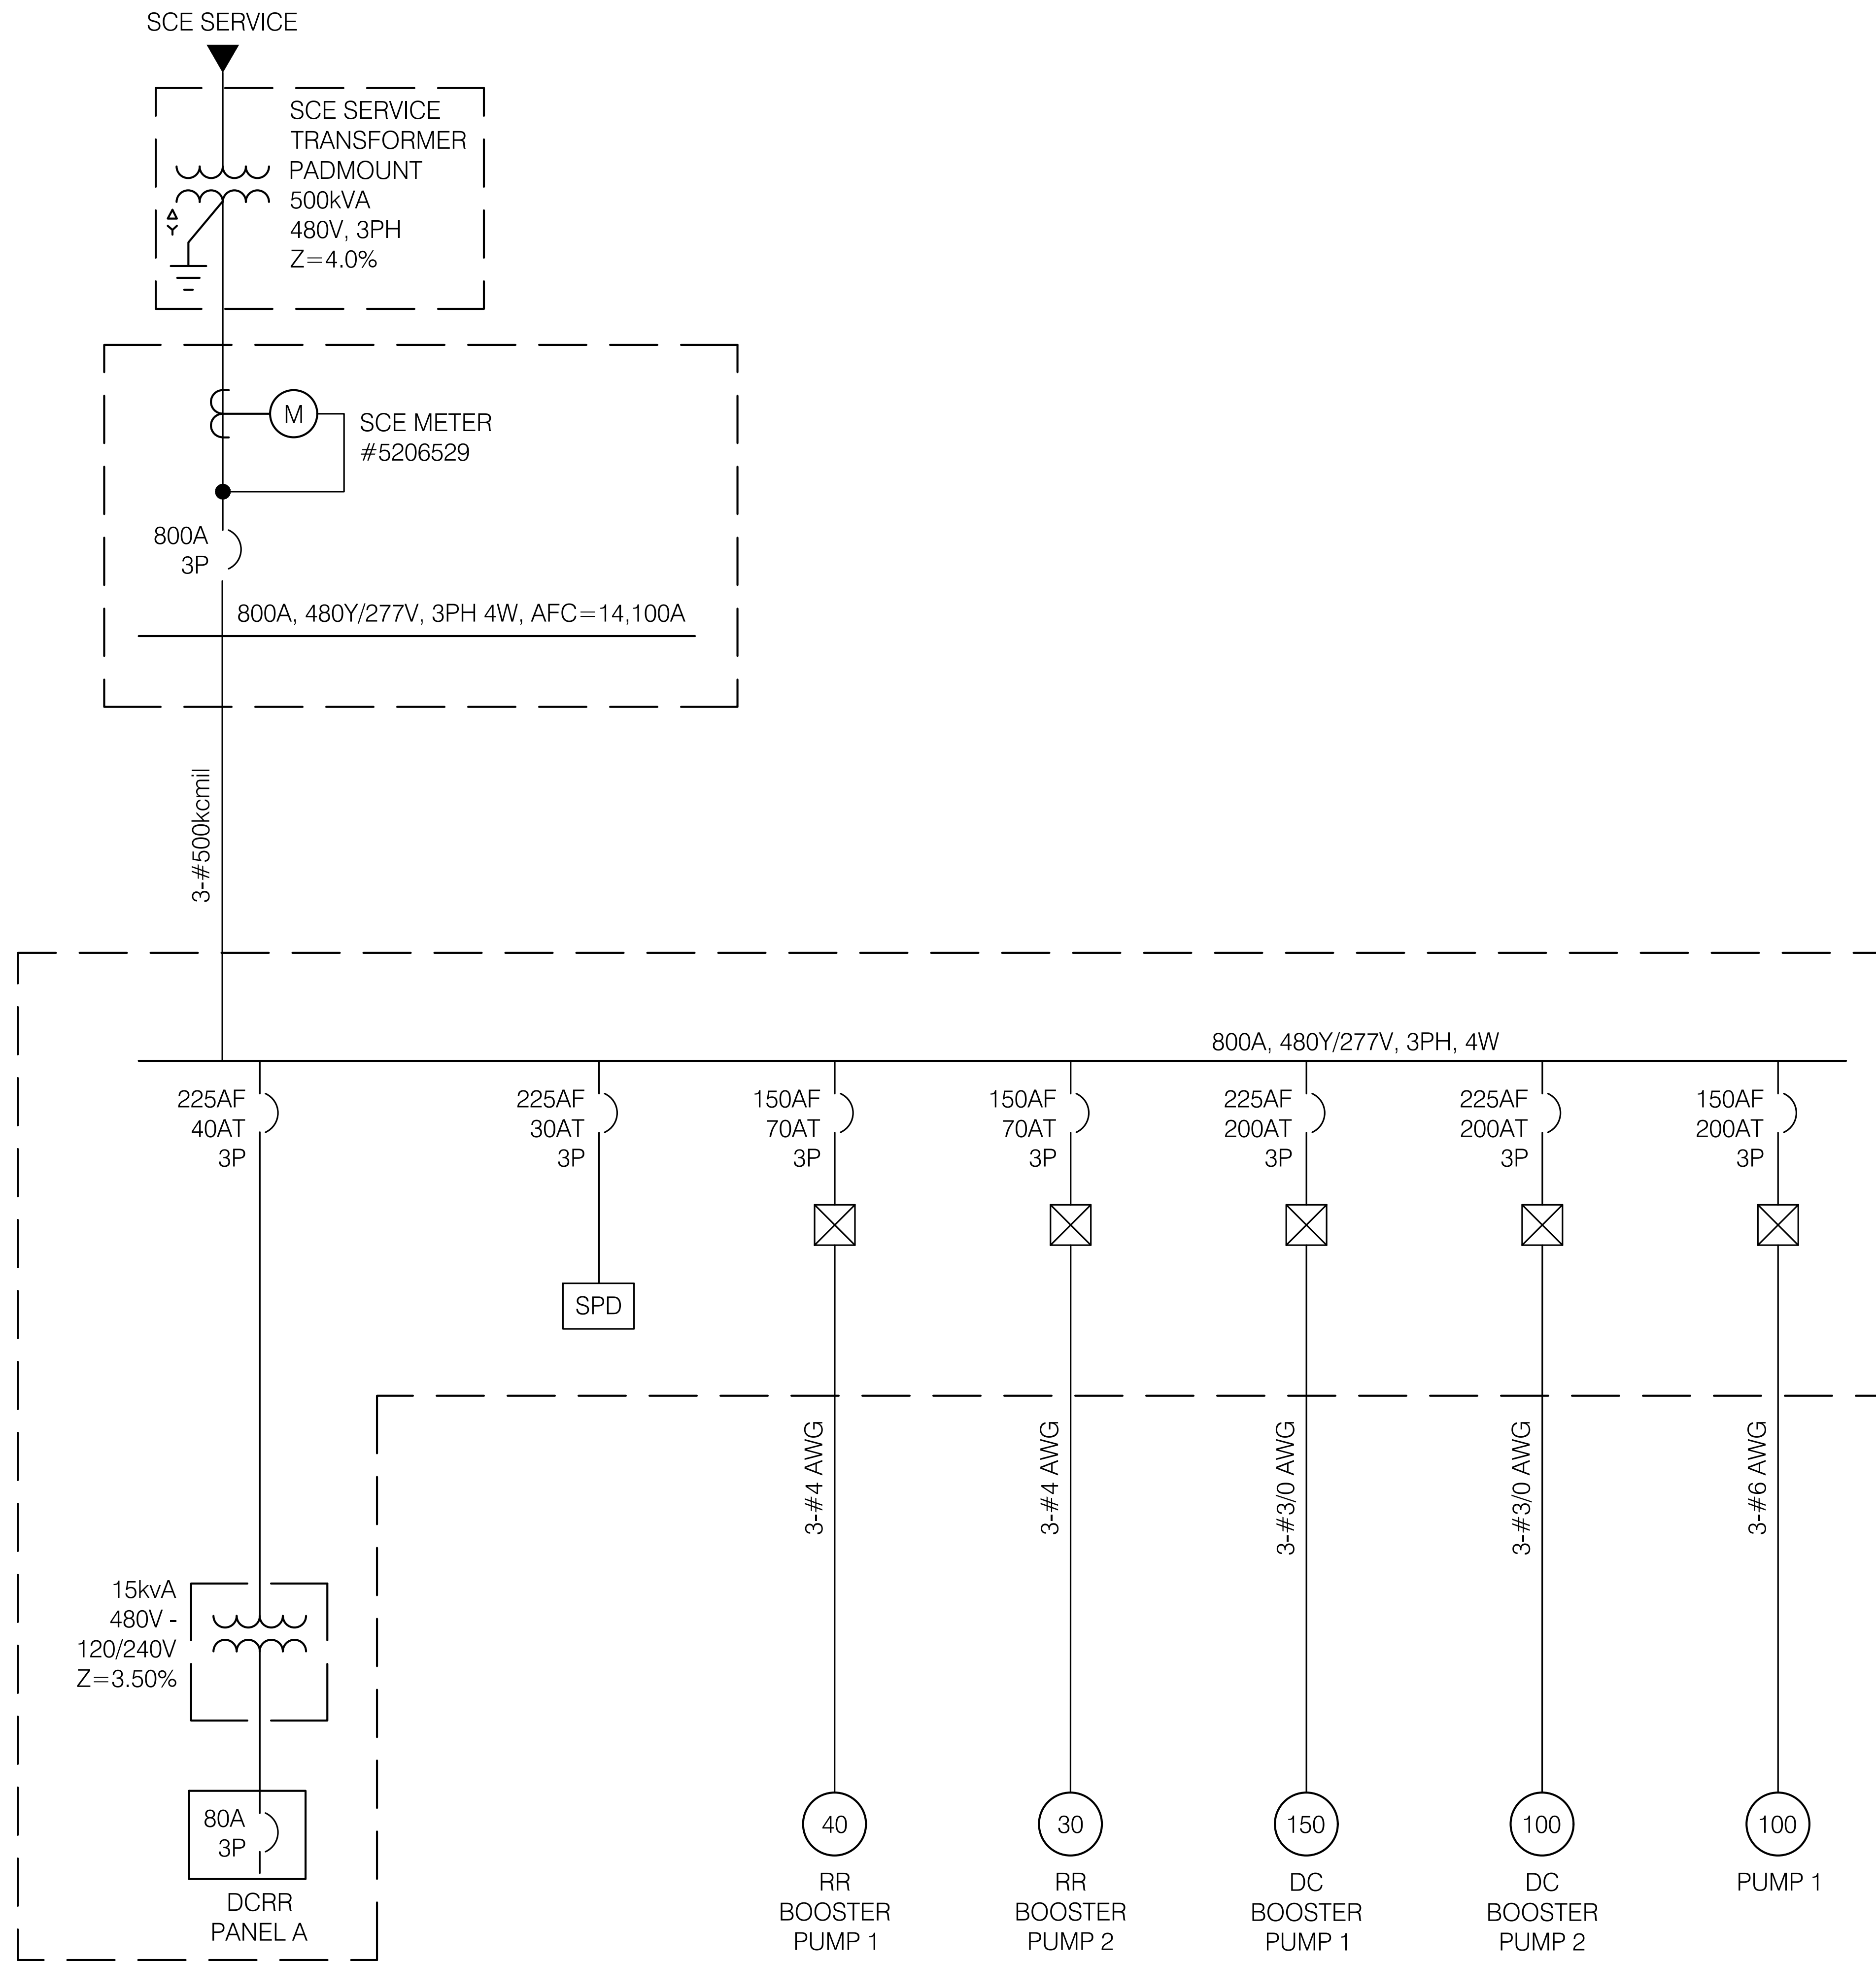 SCE SERVICE
SCE SERVICE
TRANSFORMER
PADMOUNT
500kVA
480V, 3PH
Z=4.0%
M
SCE METER
#5206529
800A
3P
800A, 480Y/277V, 3PH 4W, AFC=14,100A
3-#500kcmil
800A, 480Y/277V, 3PH, 4W
225AF
40AT
3P
225AF
30AT
3P
150AF
70AT
3P
150AF
70AT
3P
225AF
200AT
3P
225AF
200AT
3P
150AF
200AT
3P
SPD
3-#4 AWG
3-#4 AWG
3-#3/0 AWG
3-#3/0 AWG
3-#6 AWG
15kvA
480V -
120/240V
Z=3.50%
80A
3P
DCRR
PANEL A
40
RR
BOOSTER
PUMP 1
30
RR
BOOSTER
PUMP 2
150
DC
BOOSTER
PUMP 1
100
DC
BOOSTER
PUMP 2
100
PUMP 1